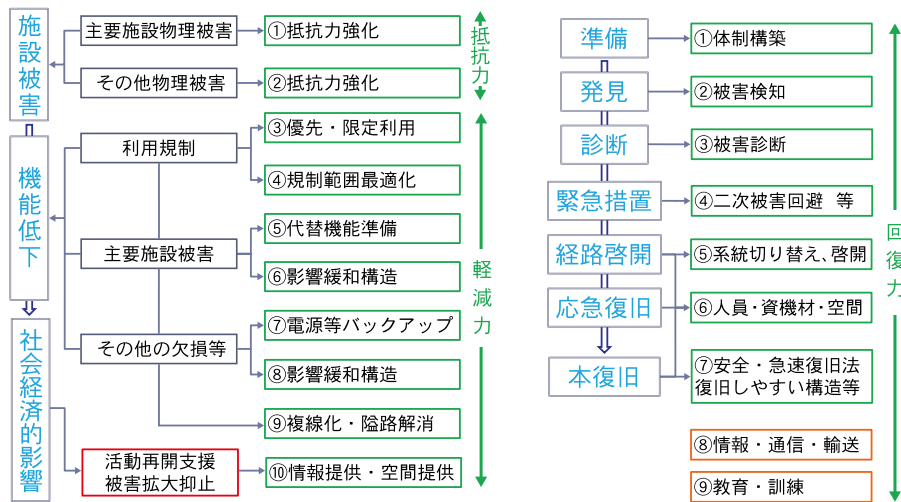 施設被害
主要施設物理被害
①抵抗力強化
その他物理被害
②抵抗力強化
抵抗力
機能低下
利用規制
③優先・限定利用
④規制範囲最適化
主要施設被害
⑤代替機能準備
⑥影響緩和構造
その他の欠損等
⑦電源等バックアップ
⑧影響緩和構造
⑨複線化・隘路解消
軽減力
社会経済的影響
活動再開支援
被害拡大抑止
⑩情報提供・空間提供
準備
①体制構築
発見
②被害検知
診断
③被害診断
緊急措置
④二次被害回避 等
経路啓開
⑤系統切り替え、啓開
応急復旧
⑥人員・資機材・空間
本復旧
⑦安全・急速復旧法
復旧しやすい構造等
⑧情報・通信・輸送
⑨教育・訓練
回復力